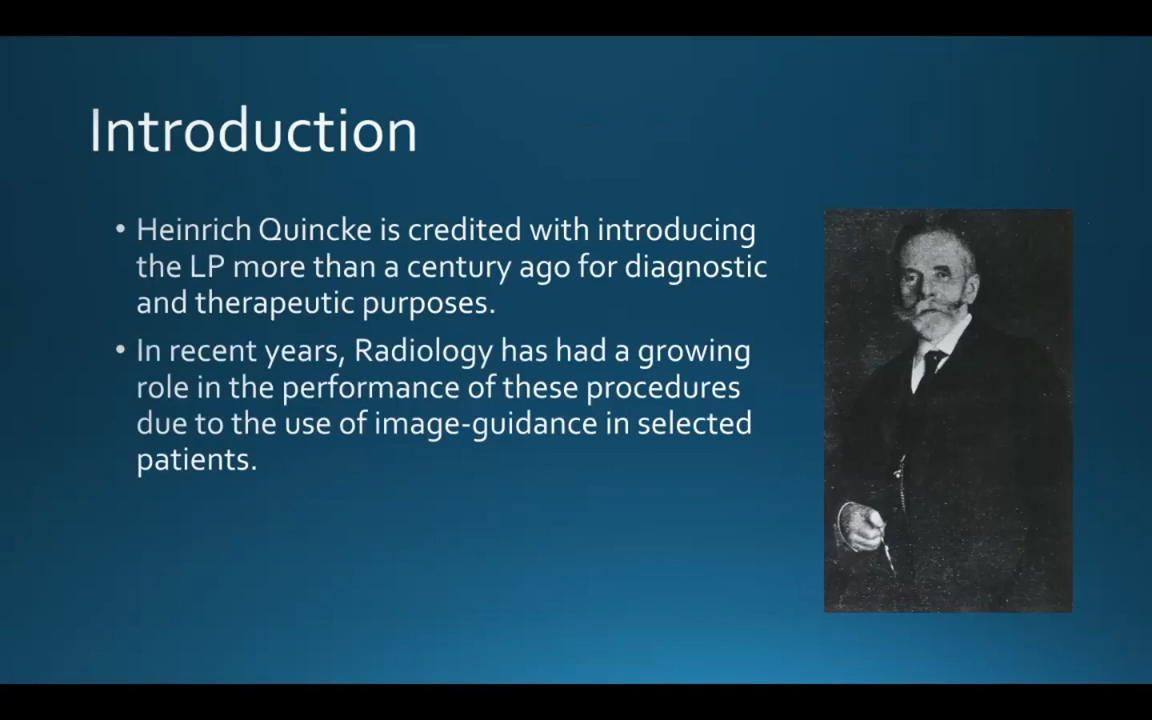 Introduction
• Heinrich Quincke is credited with introducing
the LP more than a century ago for diagnostic
and therapeutic purposes.
• In recent years, Radiology has had a growing
role in the performance of these procedures
due to the use of image-guidance in selected
patients.